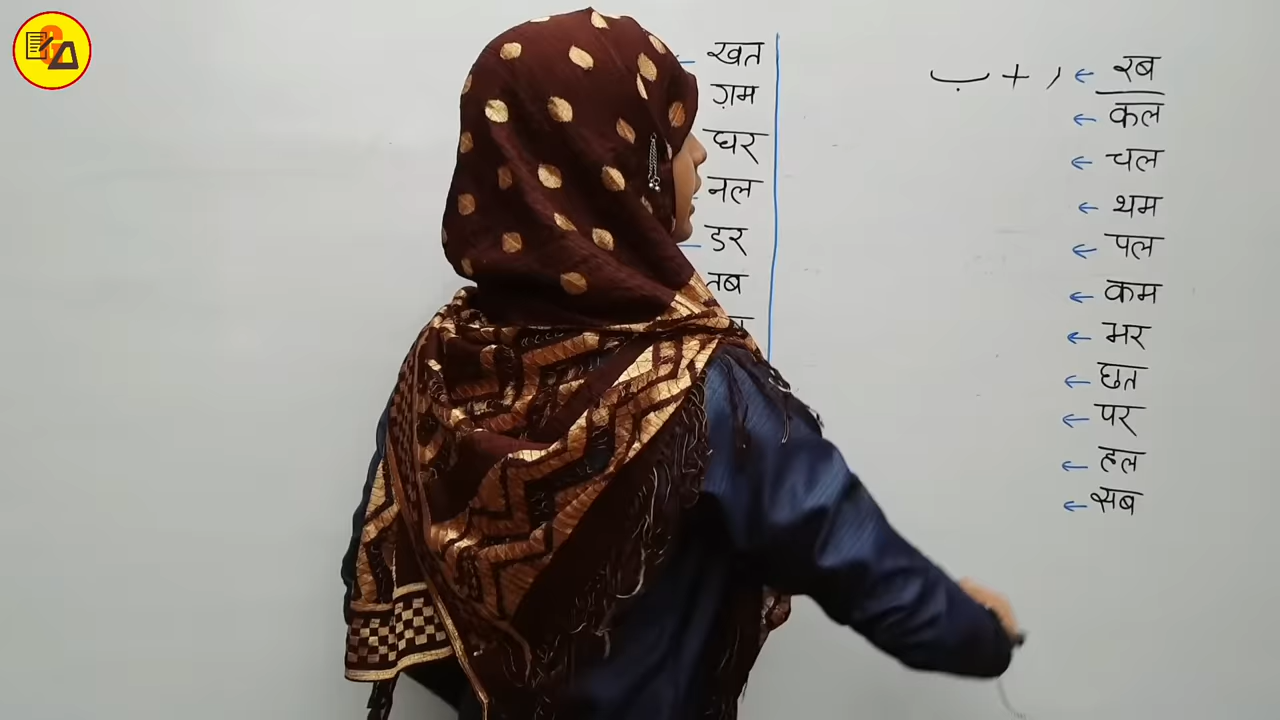 खत
ग़म
घर
नल
डर
तब
रब ← ر + ب
कल ←
चल ←
थम ←
पल ←
कम ←
भर ←
छत ←
पर ←
हल ←
सब ←